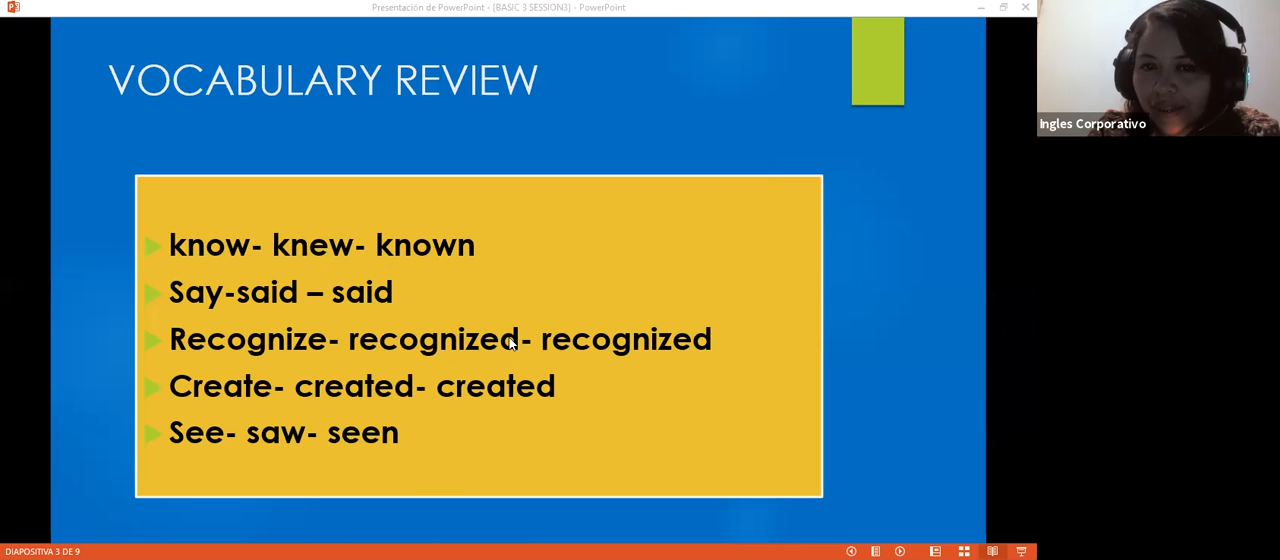 Presentación de PowerPoint - [BASIC 3 SESSION3] - PowerPoint
VOCABULARY REVIEW
know- knew- known
Say-said – said
Recognize- recognized- recognized
Create- created- created
See- saw- seen
Ingles Corporativo
DIAPOSITIVA 3 DE 9